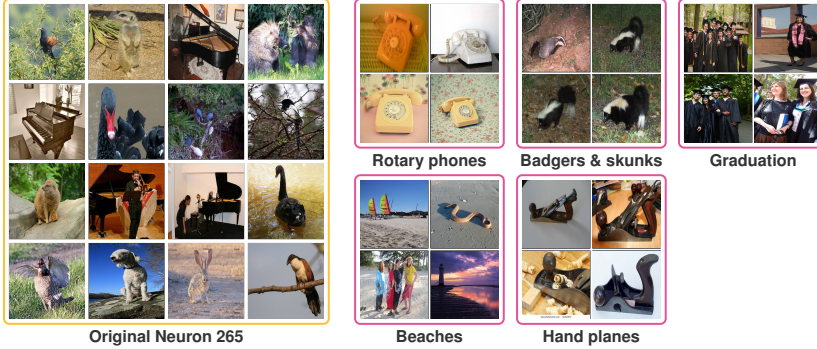 Rotary phones
Badgers & skunks
Graduation
Original Neuron 265
Beaches
Hand planes